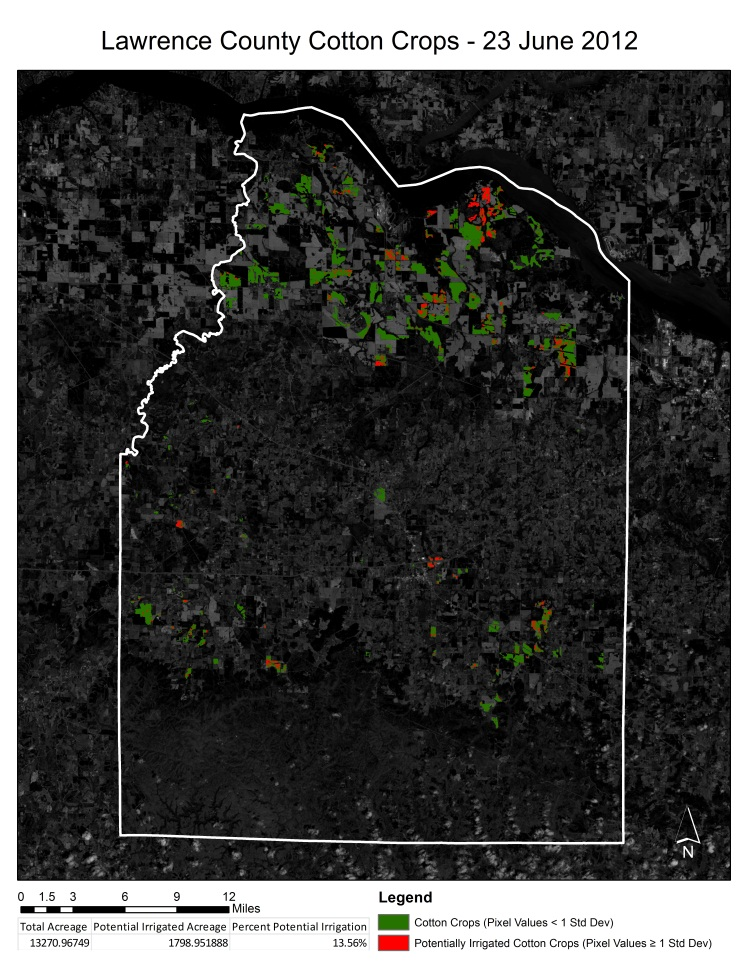 Lawrence County Cotton Crops - 23 June 2012
N
0 1.5 3 6 9 12
Miles
Legend
Cotton Crops (Pixel Values < 1 Std Dev)
Potentially Irrigated Cotton Crops (Pixel Values ≥ 1 Std Dev)
Total Acreage Potential Irrigated Acreage Percent Potential Irrigation
13270.96749 1798.951888 13.56%